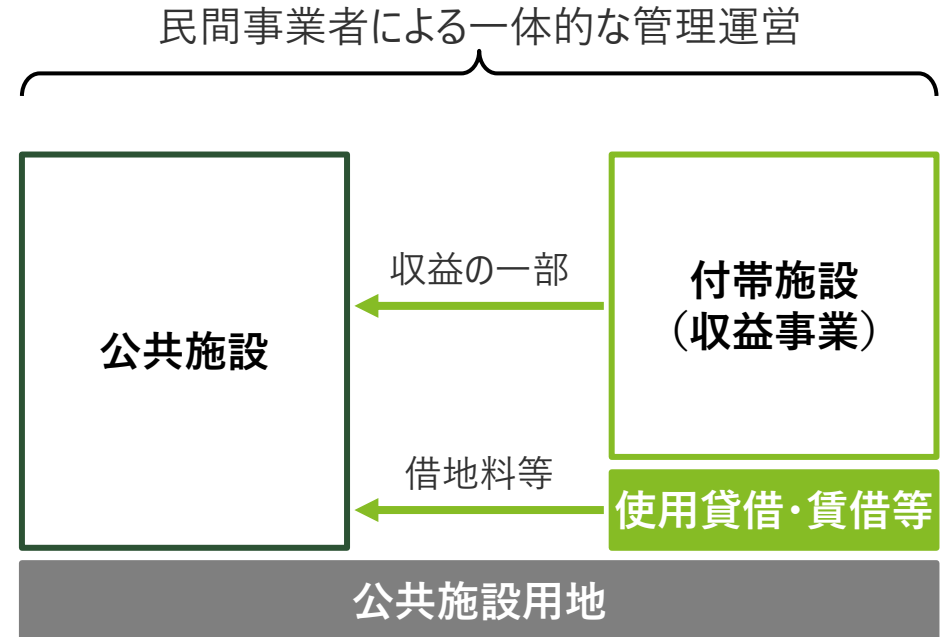 民間事業者による一体的な管理運営
収益の一部
付帯施設
（収益事業）
公共施設
借地料等
使用貸借・賃借等
公共施設用地